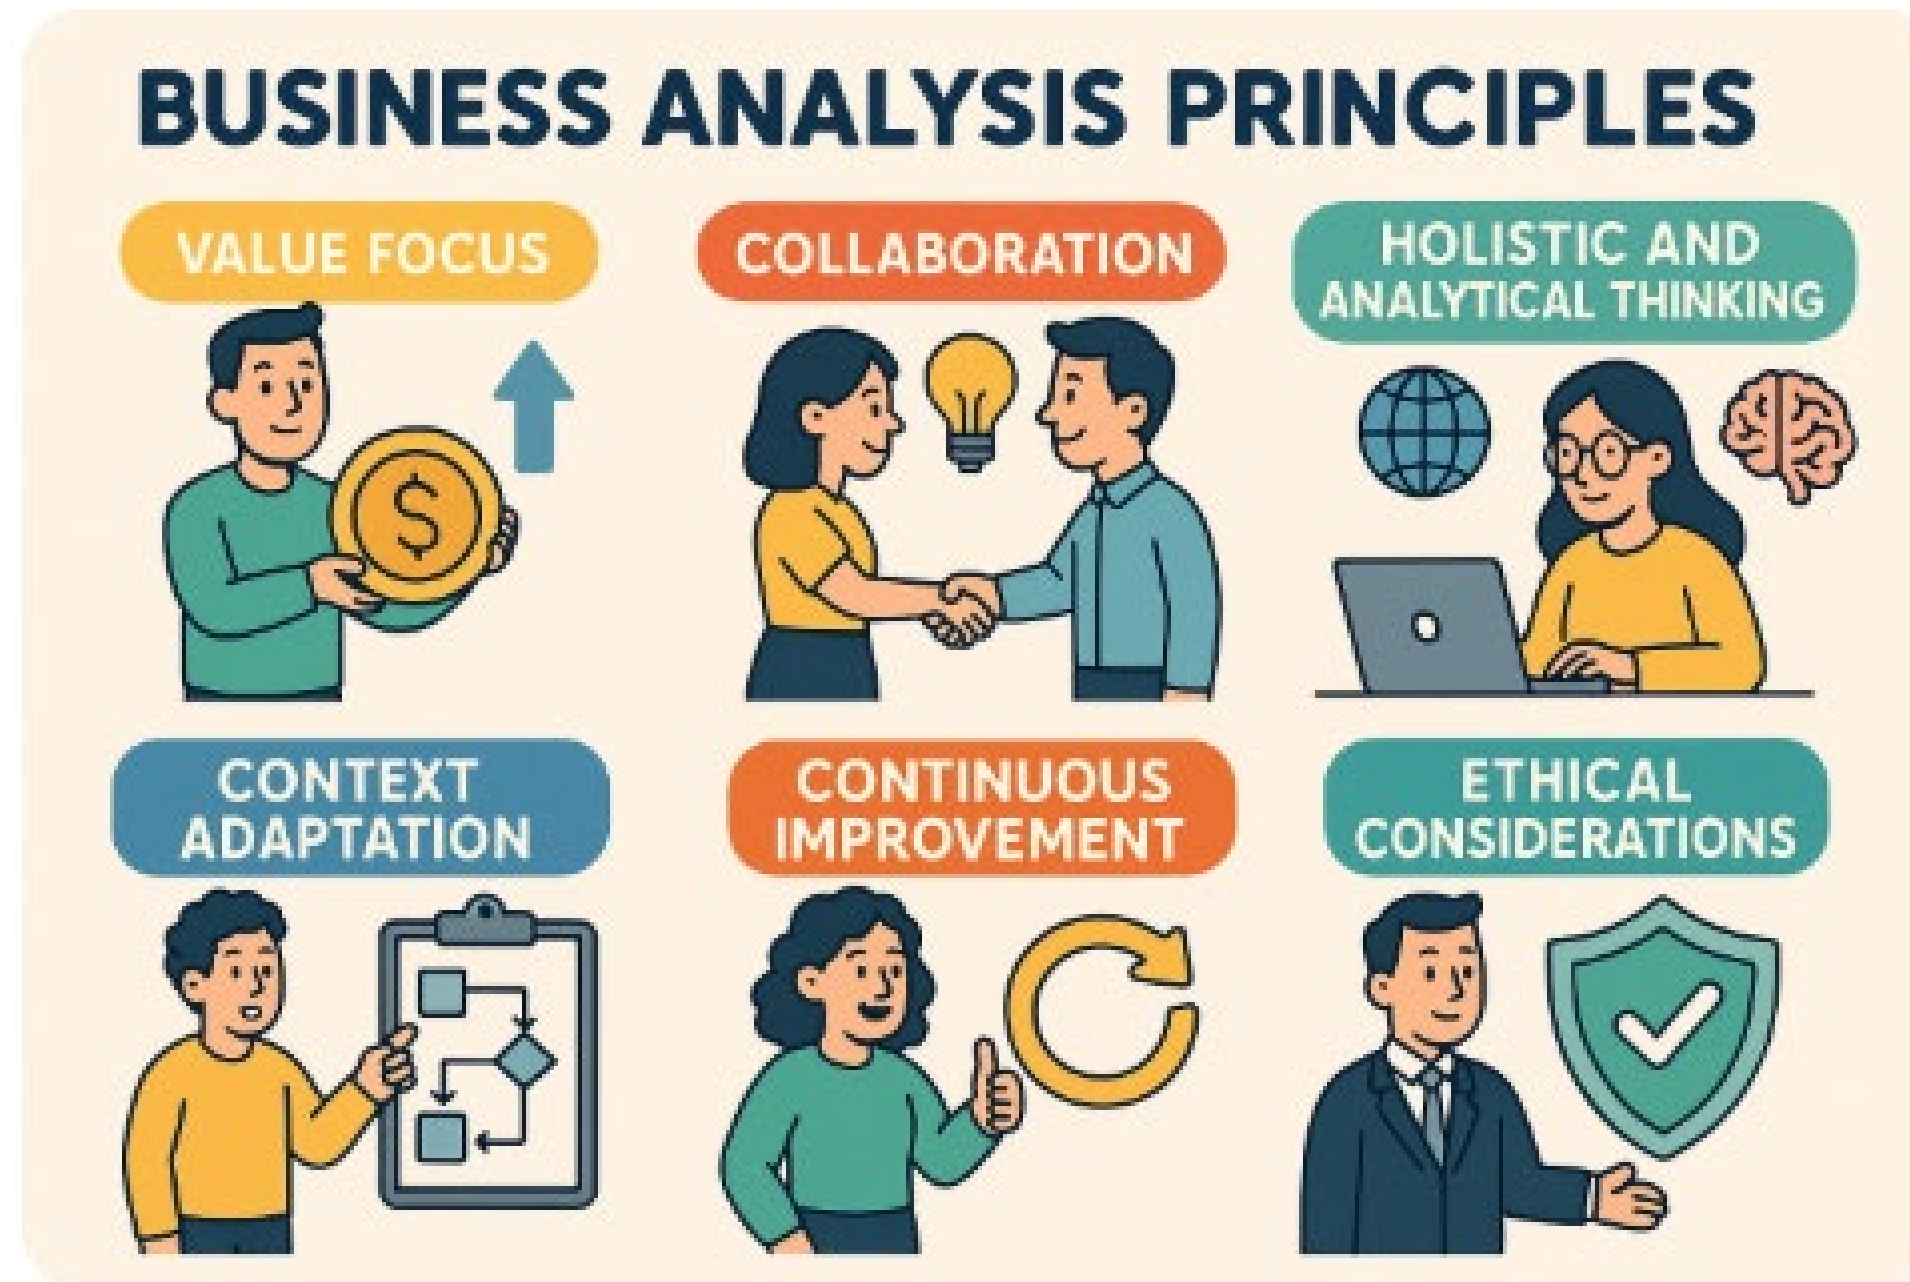 BUSINESS ANALYSIS PRINCIPLES
VALUE FOCUS
COLLABORATION
HOLISTIC AND
ANALYTICAL THINKING
$
CONTEXT
ADAPTATION
CONTINUOUS
IMPROVEMENT
ETHICAL
CONSIDERATIONS